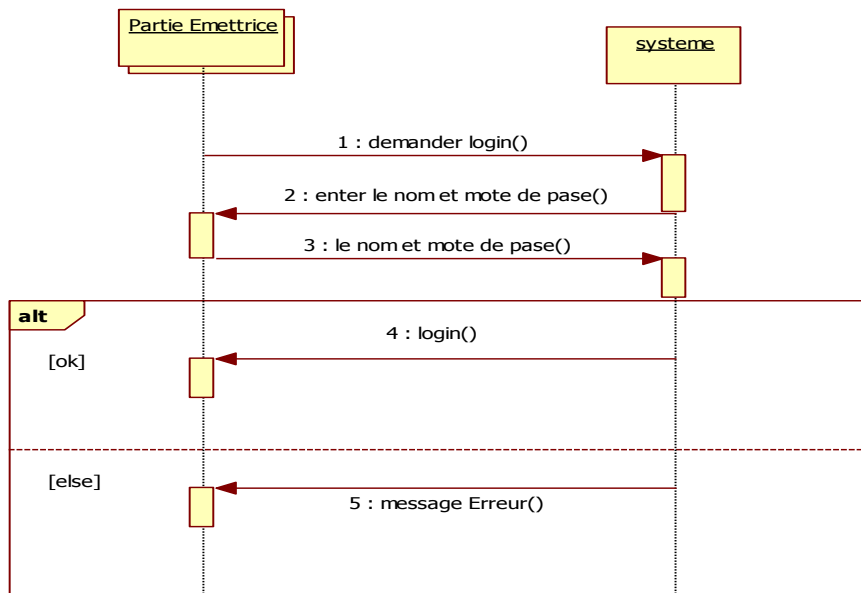 Partie Emettrice
systeme
1 : demander login()
2 : enter le nom et mote de pase()
3 : le nom et mote de pase()
alt
4 : login()
[ok]
[else]
5 : message Erreur()